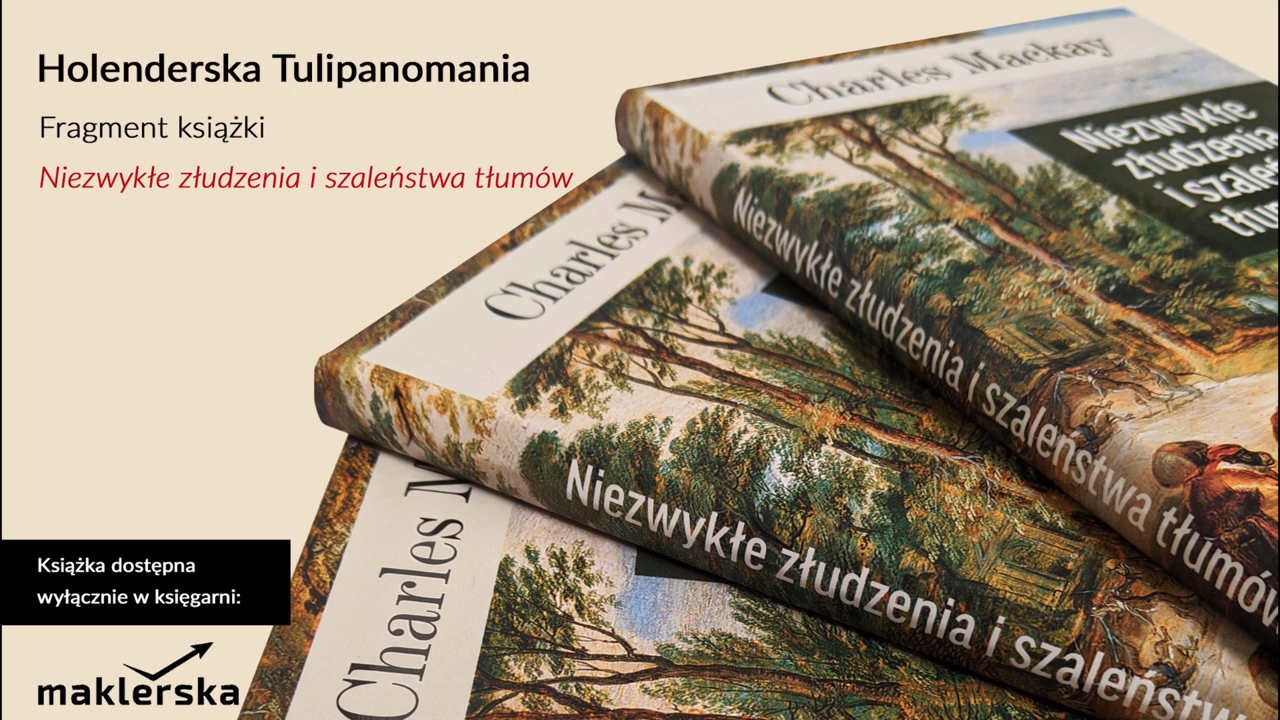 Holenderska Tulipanomania
Fragment książki
Niezwykłe złudzenia i szaleństwa tłumów
Książka dostępna
wyłącznie w księgarni:
maklerska
Charles Mackay
Niezwykłe
złudzenia
i szaleń
tłum
Niezwykłe złudzenia i szaleństwa tłumów
Charles M
Niezwykłe złudzenia i szaleństw
Charles M